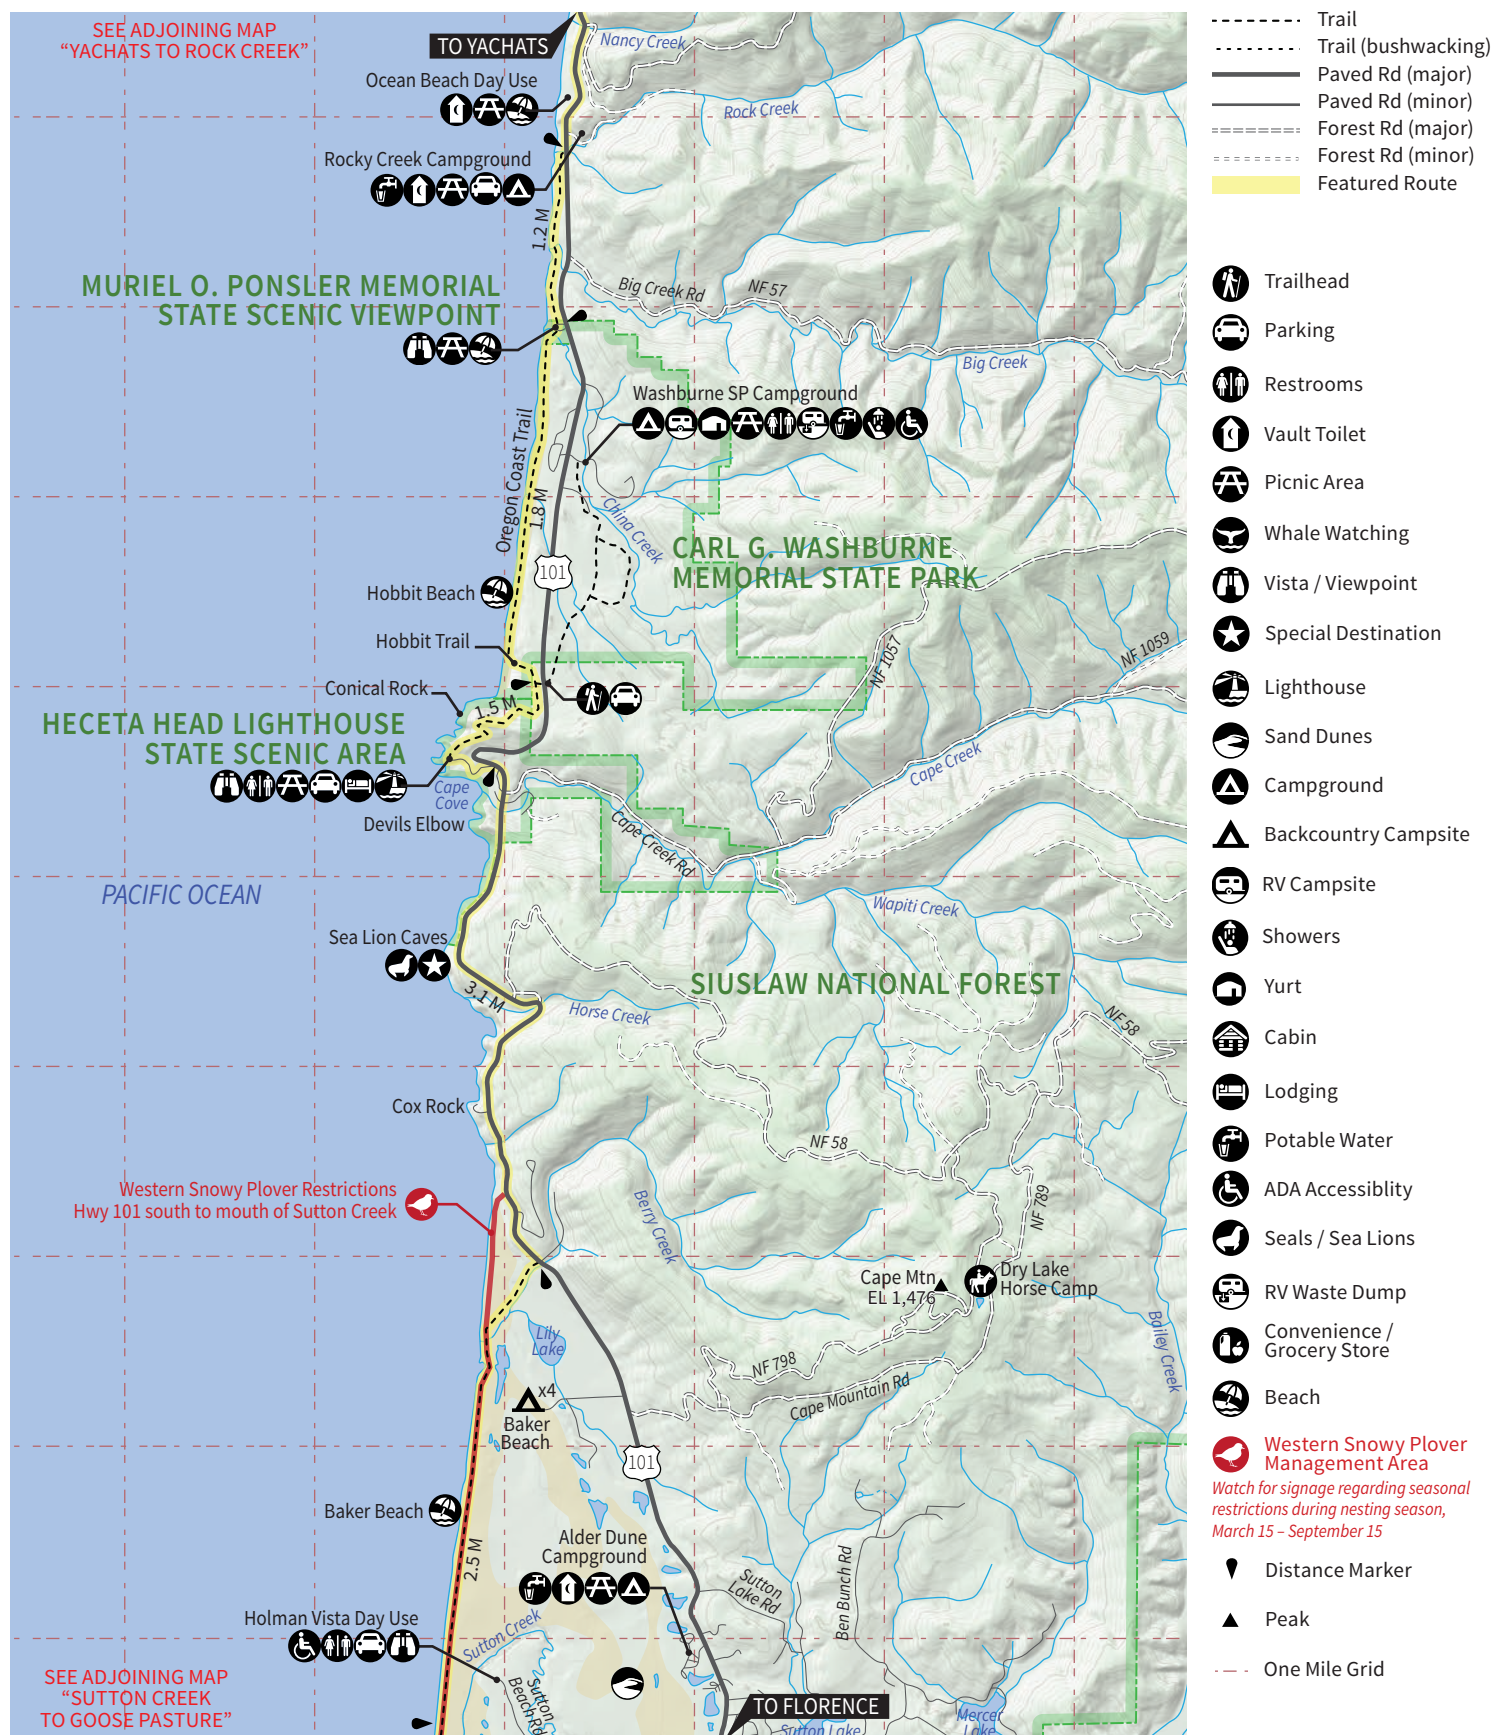 SEE ADJOINING MAP
“YACHATS TO ROCK CREEK”
TO YACHATS
Nancy Creek
Ocean Beach Day Use
Rock Creek
Rocky Creek Campground
1.2 M
MURIEL O. PONSLER MEMORIAL
STATE SCENIC VIEWPOINT
Big Creek Rd
NF 57
Big Creek
Washburne SP Campground
Oregon Coast Trail
1.8 M
China Creek
CARL G. WASHBURNE
MEMORIAL STATE PARK
101
Hobbit Beach
Hobbit Trail
NF 1057
NF 1059
Conical Rock
1.5 M
HECETA HEAD LIGHTHOUSE
STATE SCENIC AREA
Cape
Cove
Devils Elbow
Cape Creek
Cape Creek Rd
PACIFIC OCEAN
Wapiti Creek
Sea Lion Caves
3.1 M
SIUSLAW NATIONAL FOREST
Horse Creek
NF 58
Cox Rock
NF 58
Western Snowy Plover Restrictions
Hwy 101 south to mouth of Sutton Creek
Berry Creek
NF 789
Cape Mtn
EL 1,476
Dry Lake
Horse Camp
Bailey Creek
Lily
Lake
NF 798
Cape Mountain Rd
x4
Baker
Beach
101
Baker Beach
2.5 M
Alder Dune
Campground
Sutton
Lake Rd
Ben Bunch Rd
Holman Vista Day Use
Sutton Creek
Sutton
Beach Rd
SEE ADJOINING MAP
“SUTTON CREEK
TO GOOSE PASTURE”
TO FLORENCE
Sutton Lake
Mercer
Lake
Trail
Trail (bushwacking)
Paved Rd (major)
Paved Rd (minor)
Forest Rd (major)
Forest Rd (minor)
Featured Route
Trailhead
Parking
Restrooms
Vault Toilet
Picnic Area
Whale Watching
Vista / Viewpoint
Special Destination
Lighthouse
Sand Dunes
Campground
Backcountry Campsite
RV Campsite
Showers
Yurt
Cabin
Lodging
Potable Water
ADA Accessiblity
Seals / Sea Lions
RV Waste Dump
Convenience /
Grocery Store
Beach
Western Snowy Plover
Management Area
Watch for signage regarding seasonal
restrictions during nesting season,
March 15 – September 15
Distance Marker
Peak
One Mile Grid